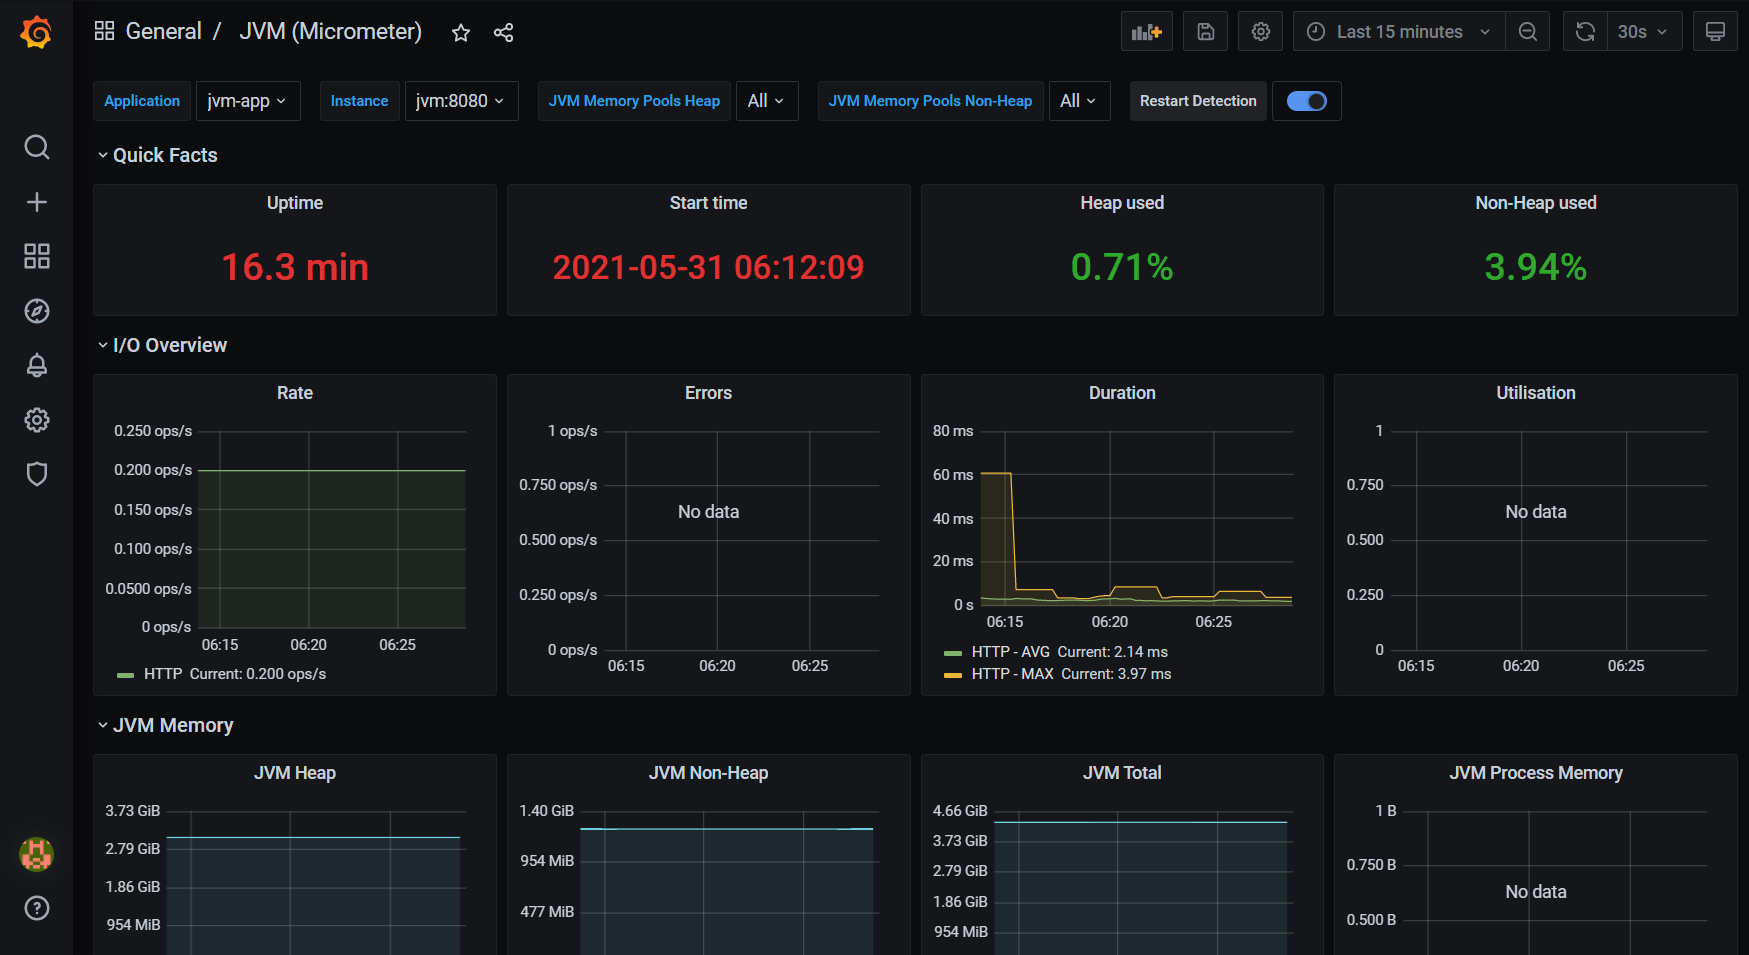 General / JVM (Micrometer)
Last 15 minutes
30s
Application jvm-app Instance jvm:8080 JVM Memory Pools Heap All JVM Memory Pools Non-Heap All Restart Detection
Quick Facts
Uptime
16.3 min
Start time
2021-05-31 06:12:09
Heap used
0.71%
Non-Heap used
3.94%
I/O Overview
Rate
0.250 ops/s
0.200 ops/s
0.150 ops/s
0.100 ops/s
0.0500 ops/s
0 ops/s
06:15 06:20 06:25
HTTP Current: 0.200 ops/s
Errors
1 ops/s
0.750 ops/s
No data
0.500 ops/s
0.250 ops/s
0 ops/s
06:15 06:20 06:25
Duration
80 ms
60 ms
40 ms
20 ms
0 s
06:15 06:20 06:25
HTTP - AVG Current: 2.14 ms
HTTP - MAX Current: 3.97 ms
Utilisation
1
0.750
No data
0.500
0.250
0
06:15 06:20 06:25
JVM Memory
JVM Heap
3.73 GiB
2.79 GiB
1.86 GiB
954 MiB
JVM Non-Heap
1.40 GiB
954 MiB
477 MiB
JVM Total
4.66 GiB
3.73 GiB
2.79 GiB
1.86 GiB
954 MiB
JVM Process Memory
1 B
0.750 B
No data
0.500 B